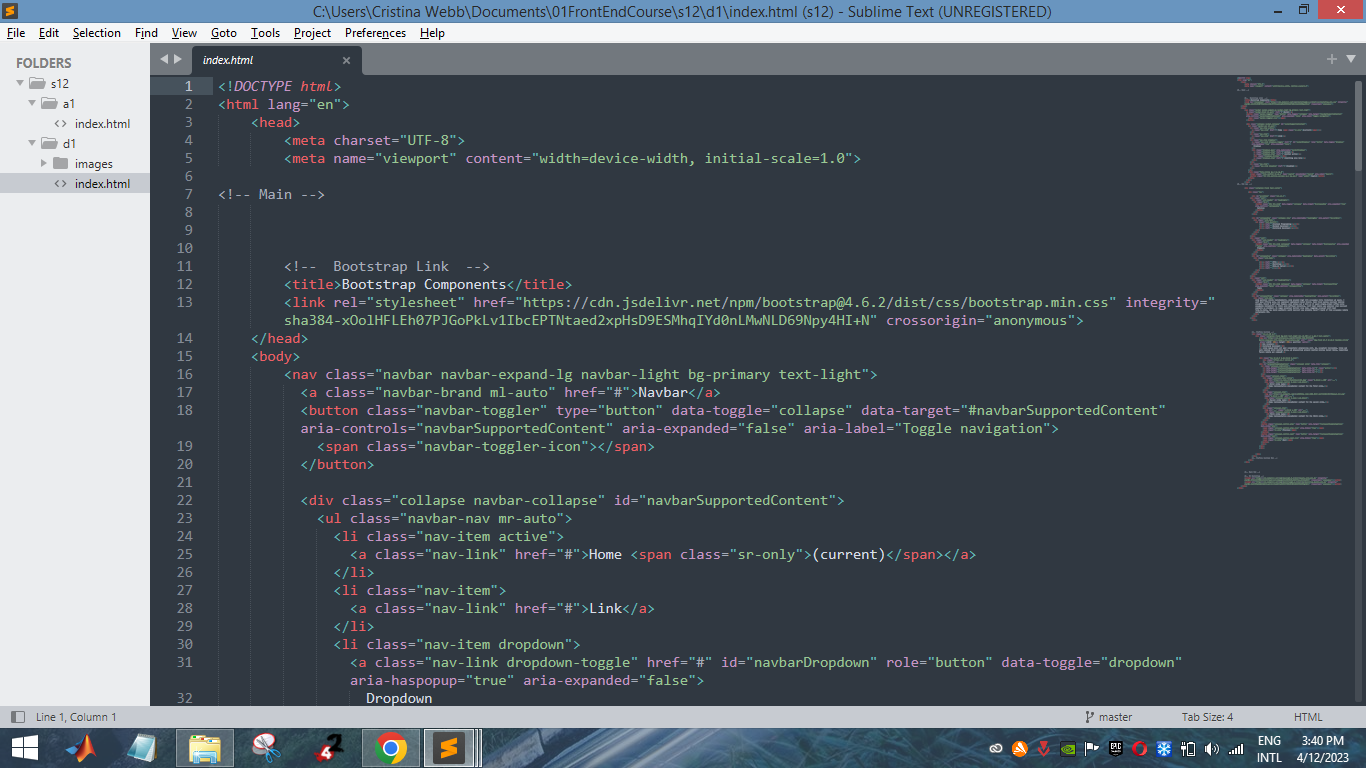 C:\Users\Cristina Webb\Documents\01FrontEndCourse\s12\d1\index.html (s12) - Sublime Text (UNREGISTERED)
File Edit Selection Find View Goto Tools Project Preferences Help
FOLDERS
s12
a1
index.html
d1
images
index.html
index.html
1 <!DOCTYPE html>
2 <html lang="en">
3 <head>
4 <meta charset="UTF-8">
5 <meta name="viewport" content="width=device-width, initial-scale=1.0">
6
7 <!-- Main -->
8
9
10
11 <!--  Bootstrap Link  -->
12 <title>Bootstrap Components</title>
13 <link rel="stylesheet" href="https://cdn.jsdelivr.net/npm/bootstrap@4.6.2/dist/css/bootstrap.min.css" integrity="
sha384-xOolHFLEh07PJGoPkLv1IbcEPTNtaed2xpHsD9ESMhqIYd0nLMwNLD69Npy4HI+N" crossorigin="anonymous">
14 </head>
15 <body>
16 <nav class="navbar navbar-expand-lg navbar-light bg-primary text-light">
17 <a class="navbar-brand ml-auto" href="#">Navbar</a>
18 <button class="navbar-toggler" type="button" data-toggle="collapse" data-target="#navbarSupportedContent"
aria-controls="navbarSupportedContent" aria-expanded="false" aria-label="Toggle navigation">
19 <span class="navbar-toggler-icon"></span>
20 </button>
21
22 <div class="collapse navbar-collapse" id="navbarSupportedContent">
23 <ul class="navbar-nav mr-auto">
24 <li class="nav-item active">
25 <a class="nav-link" href="#">Home <span class="sr-only">(current)</span></a>
26 </li>
27 <li class="nav-item">
28 <a class="nav-link" href="#">Link</a>
29 </li>
30 <li class="nav-item dropdown">
31 <a class="nav-link dropdown-toggle" href="#" id="navbarDropdown" role="button" data-toggle="dropdown"
aria-haspopup="true" aria-expanded="false">
32 Dropdown
Line 1, Column 1 master Tab Size: 4 HTML
ENG 3:40 PM
INTL 4/12/2023